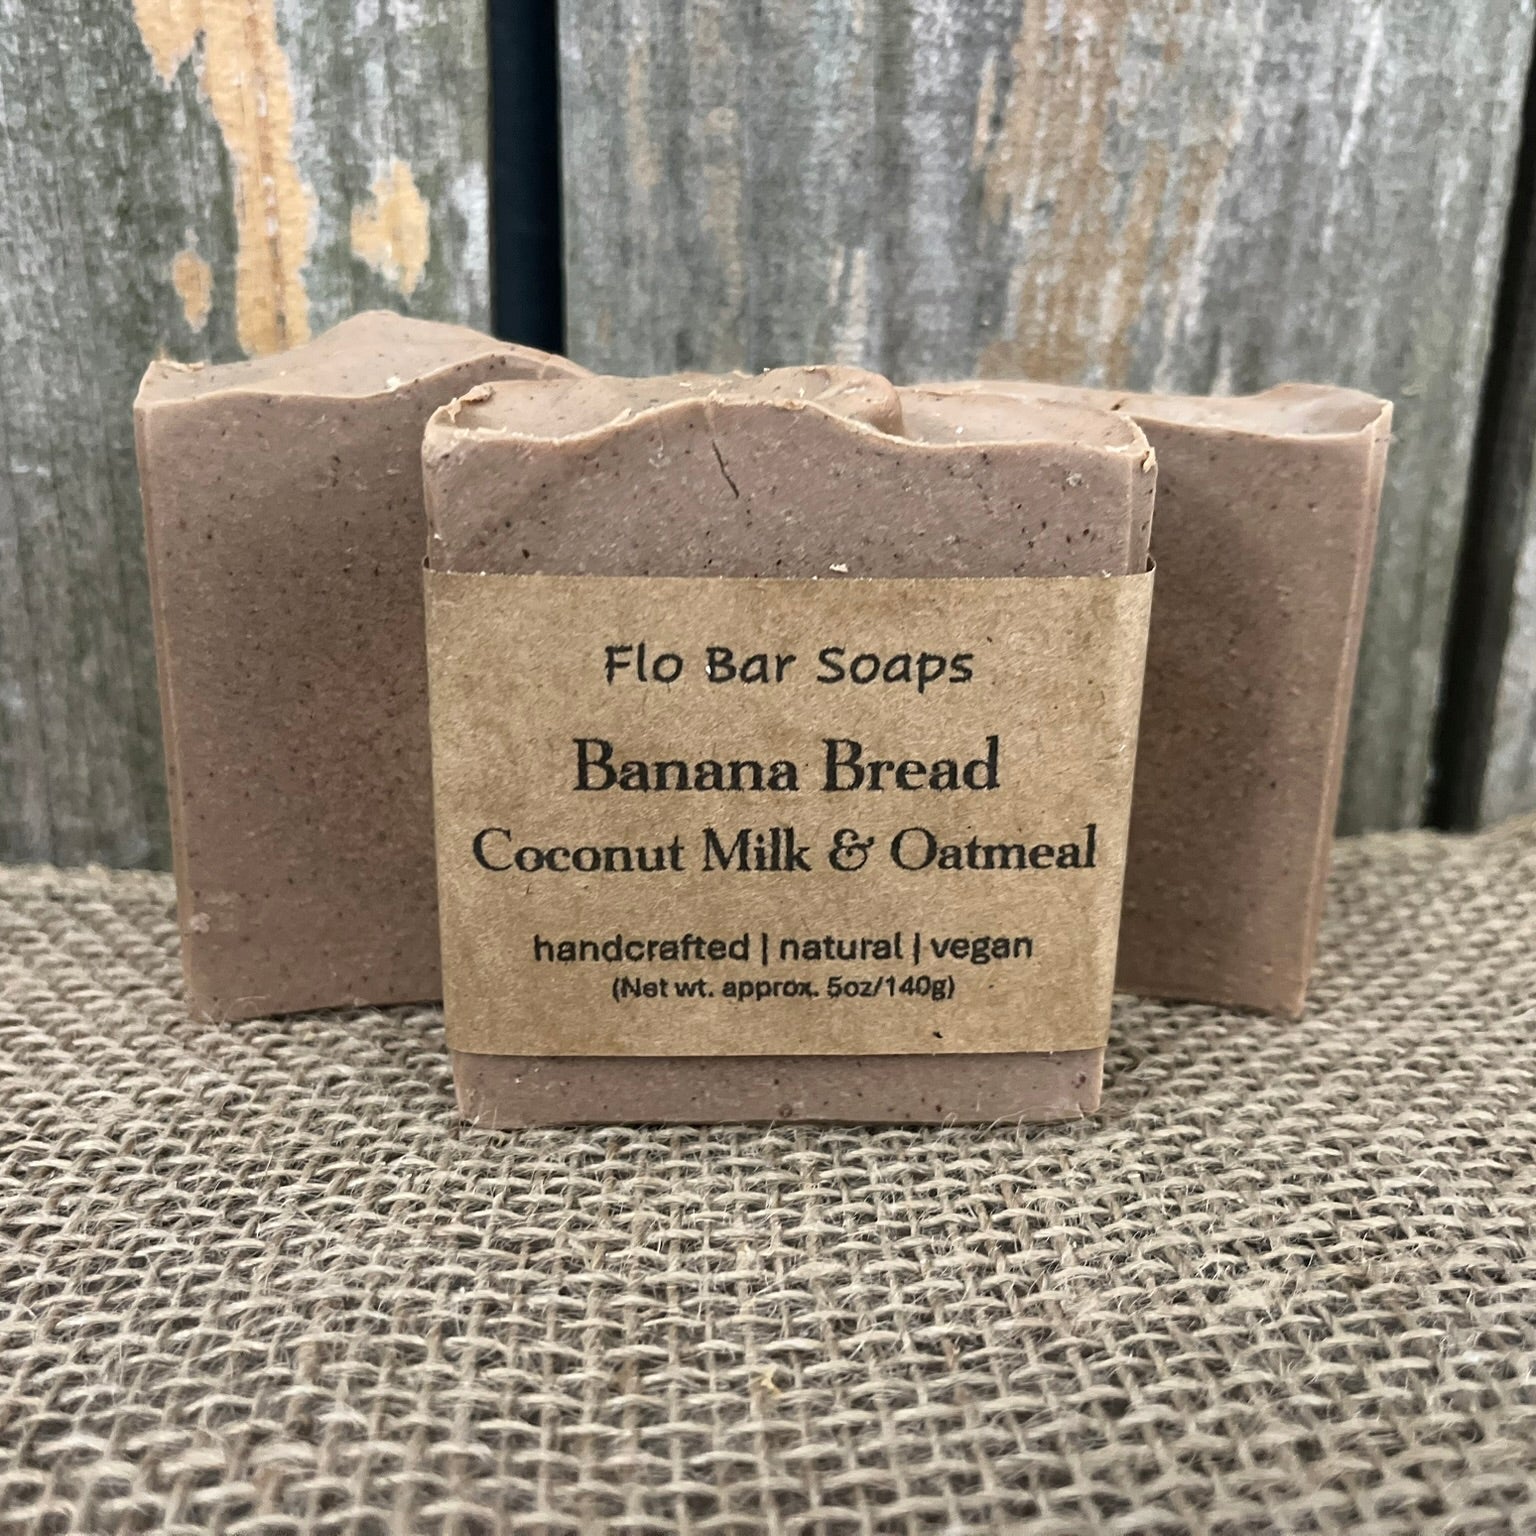 Flo Bar Soaps
Banana Bread
Coconut Milk & Oatmeal
handcrafted | natural | vegan
(Net wt. approx. 5oz/140g)